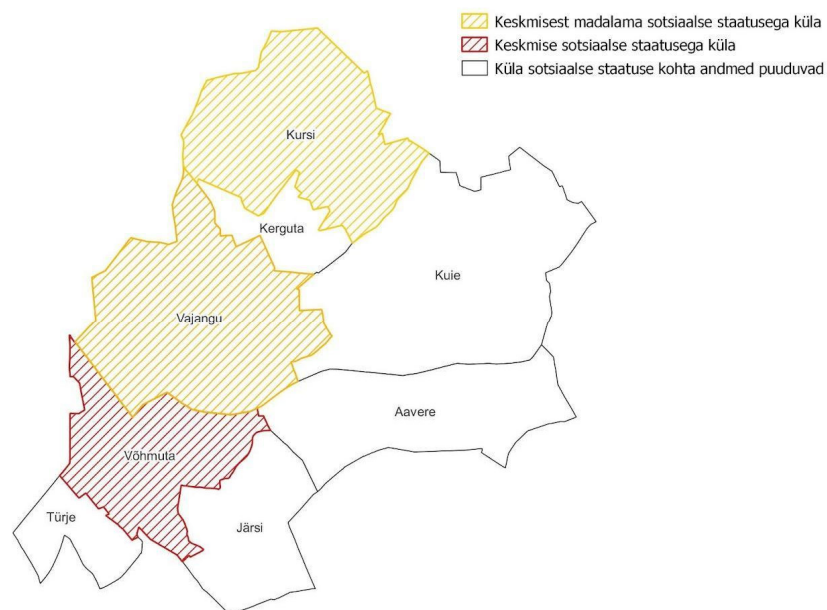 Keskmisest madalama sotsiaalse staatusega küla
Keskmise sotsiaalse staatusega küla
Küla sotsiaalse staatuse kohta andmed puuduvad
Kursi
Kerguta
Kuie
Vajangu
Aavere
Võhmuta
Türje
Järsi